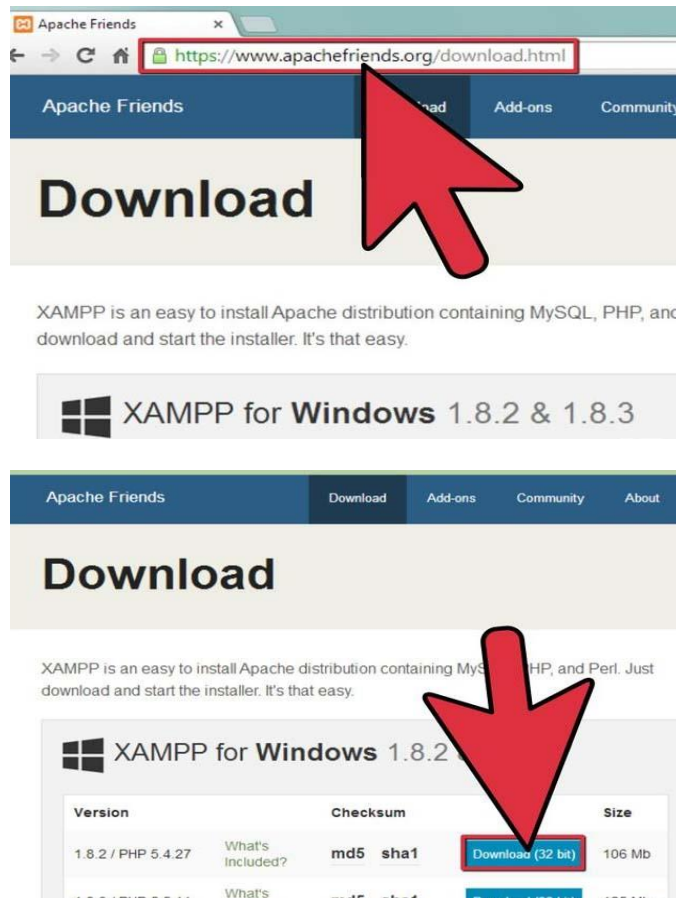 Apache Friends
https://www.apachefriends.org/download.html
Apache Friends Add-ons Community
Download
XAMPP is an easy to install Apache distribution containing MySQL, PHP, and
download and start the installer. It's that easy.
XAMPP for Windows 1.8.2 & 1.8.3
Apache Friends Download Add-ons Community About
Download
XAMPP is an easy to install Apache distribution containing and Perl. Just
download and start the installer. It's that easy.
XAMPP for Windows 1.8.2
Version Checksum Size
1.8.2 / PHP 5.4.27 What's Included? md5 sha1 Download (32 bit) 106 Mb
What's